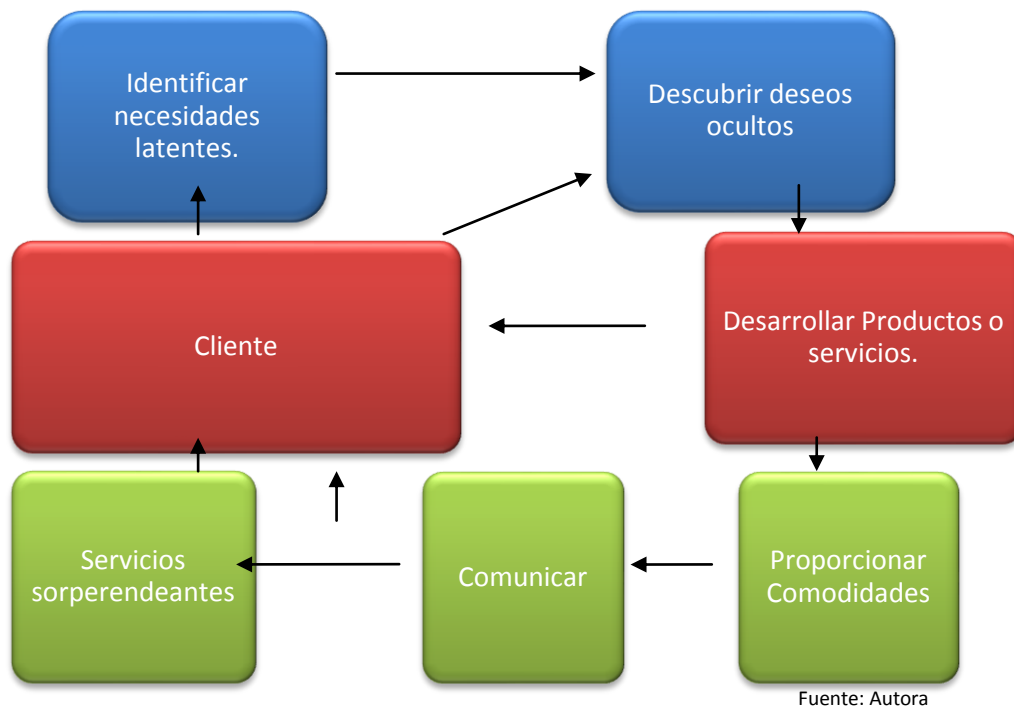 Identificar
necesidades
latentes.
Descubrir deseos
ocultos
Cliente
Desarrollar Productos o
servicios.
Servicios
sorperendeantes
Comunicar
Proporcionar
Comodidades
Fuente: Autora